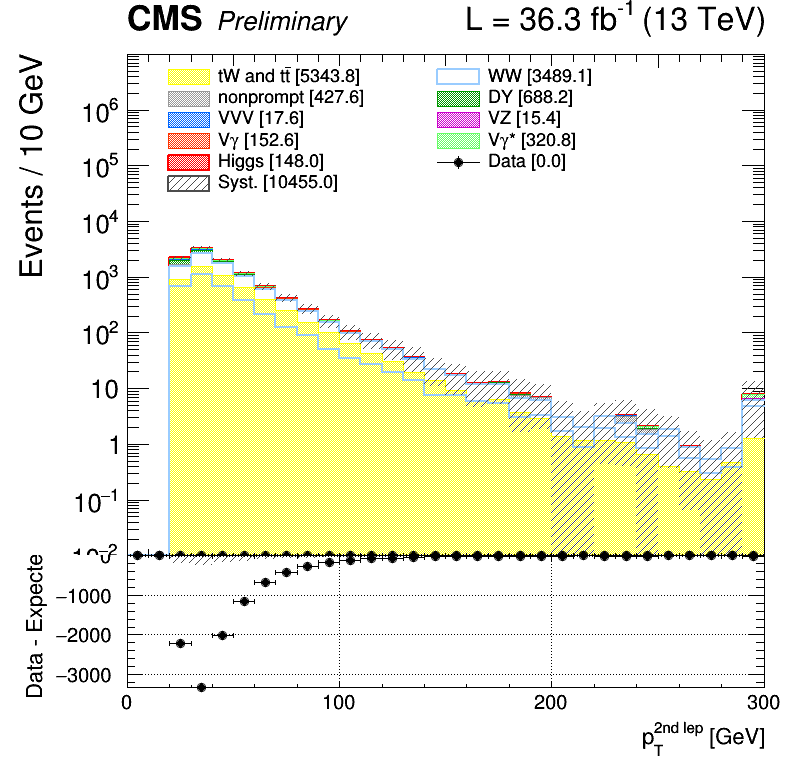 CMS Preliminary L = 36.3 fb⁻¹ (13 TeV)
Events / 10 GeV
tW and tt̄ [5343.8]
WW [3489.1]
nonprompt [427.6]
DY [688.2]
VVV [17.6]
VZ [15.4]
Vγ [152.6]
Vγ* [320.8]
Higgs [148.0]
Data [0.0]
Syst. [10455.0]
10⁶
10⁵
10⁴
10³
10²
10
1
10⁻¹
10⁻²
0
−1000
−2000
−3000
Data - Expecte
0 100 200 300
p_T^2nd lep [GeV]